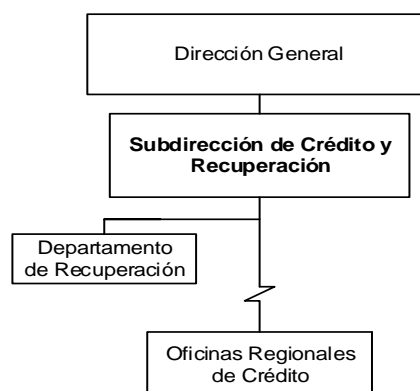 Dirección General
Subdirección de Crédito y
Recuperación
Departamento
de Recuperación
Oficinas Regionales
de Crédito